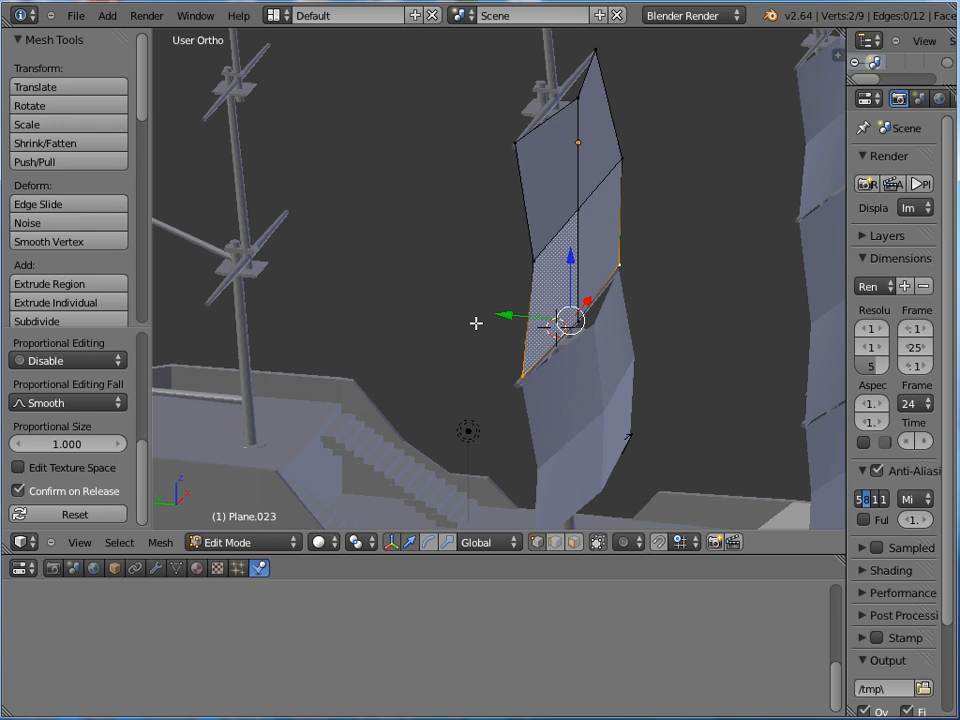 File Add Render Window Help Default Scene Blender Render v2.64 | Verts:2/9 | Edges:0/12 | Face
Mesh Tools
User Ortho
View
Transform:
Translate
Rotate
Scale
Shrink/Fatten
Push/Pull
Deform:
Edge Slide
Noise
Smooth Vertex
Add:
Extrude Region
Extrude Individual
Subdivide
Proportional Editing
Disable
Proportional Editing Fall
Smooth
Proportional Size
1.000
Edit Texture Space
Confirm on Release
Reset
(1) Plane.023
View Select Mesh Edit Mode Global
Scene
Render
R A Pl
Displa Im
Layers
Dimensions
Ren
Resolu Frame
1 : 1
1 25
5 : 1
Aspec Frame
1. 24
1. Time
Anti-Aliasi
5 8 11 Mi
Ful 1.
Sampled
Shading
Performance
Post Processi
Stamp
Output
/tmp\
Ov Fi